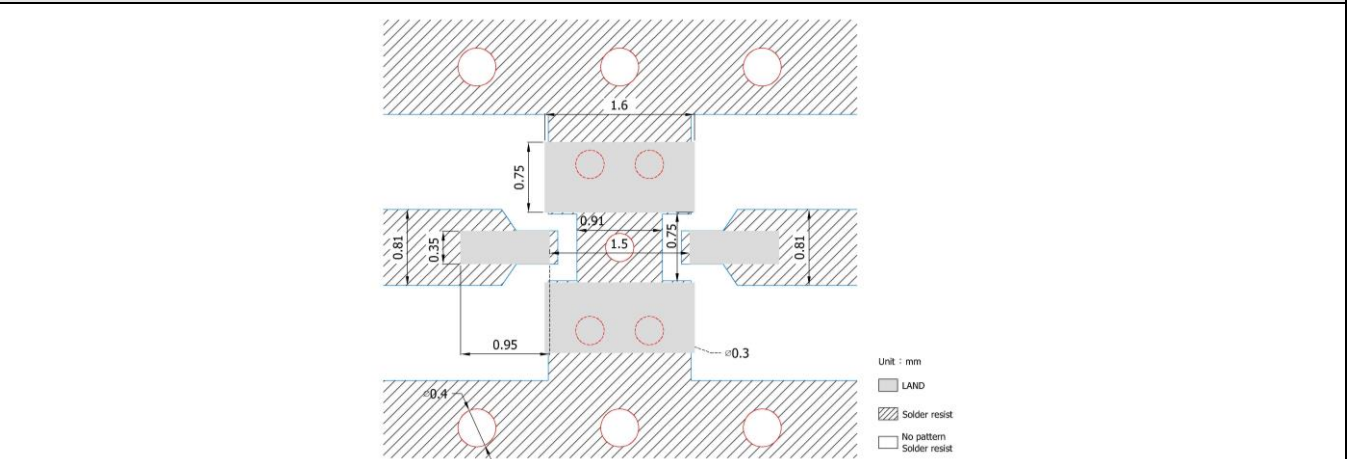 1.6
0.75
0.91
0.81
0.35
1.5
0.75
0.81
0.95
⌀0.3
⌀0.4
Unit : mm
LAND
Solder resist
No pattern
Solder resist